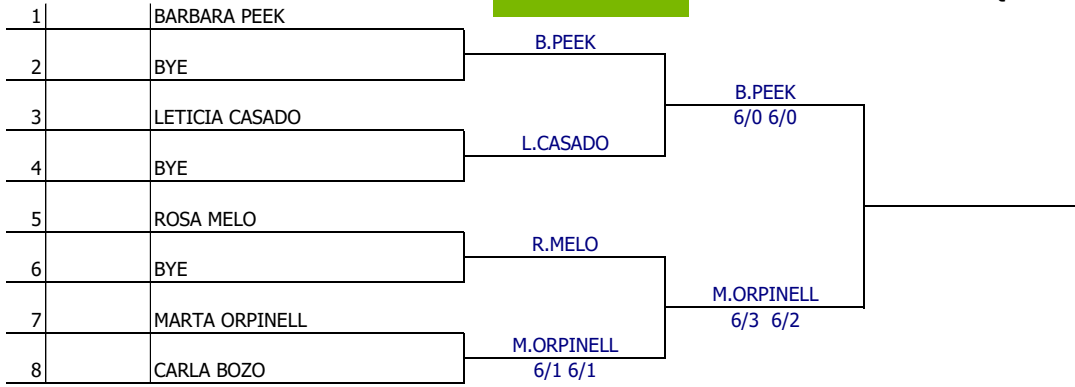 1 BARBARA PEEK
B.PEEK
2 BYE
B.PEEK
6/0 6/0
3 LETICIA CASADO
L.CASADO
4 BYE
5 ROSA MELO
R.MELO
6 BYE
M.ORPINELL
6/3 6/2
7 MARTA ORPINELL
M.ORPINELL
6/1 6/1
8 CARLA BOZO